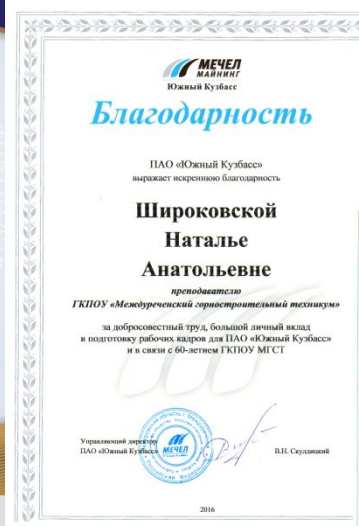 МЕЧЕЛ
МАЙНИНГ
Южный Кузбасс
Благодарность
ПАО «Южный Кузбасс»
выражает искреннюю благодарность
Широковской
Наталье
Анатольевне
преподавателю
ГКПОУ «Междуреченский горностроительный техникум»
за добросовестный труд, большой личный вклад
в подготовку рабочих кадров для ПАО «Южный Кузбасс»
и в связи с 60-летием ГКПОУ МГСТ
Управляющий директор
ПАО «Южный Кузбасс»
МЕЧЕЛ
В.Н. Скулдицкий
2016